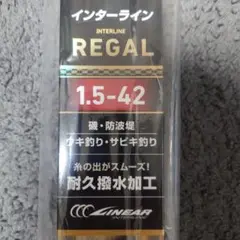 インターライン
INTERLINE
REGAL
1.5-42
磯・防波堤
ウキ釣り・サビキ釣り
糸の出がスムーズ!
耐久撥水加工
LINEAR